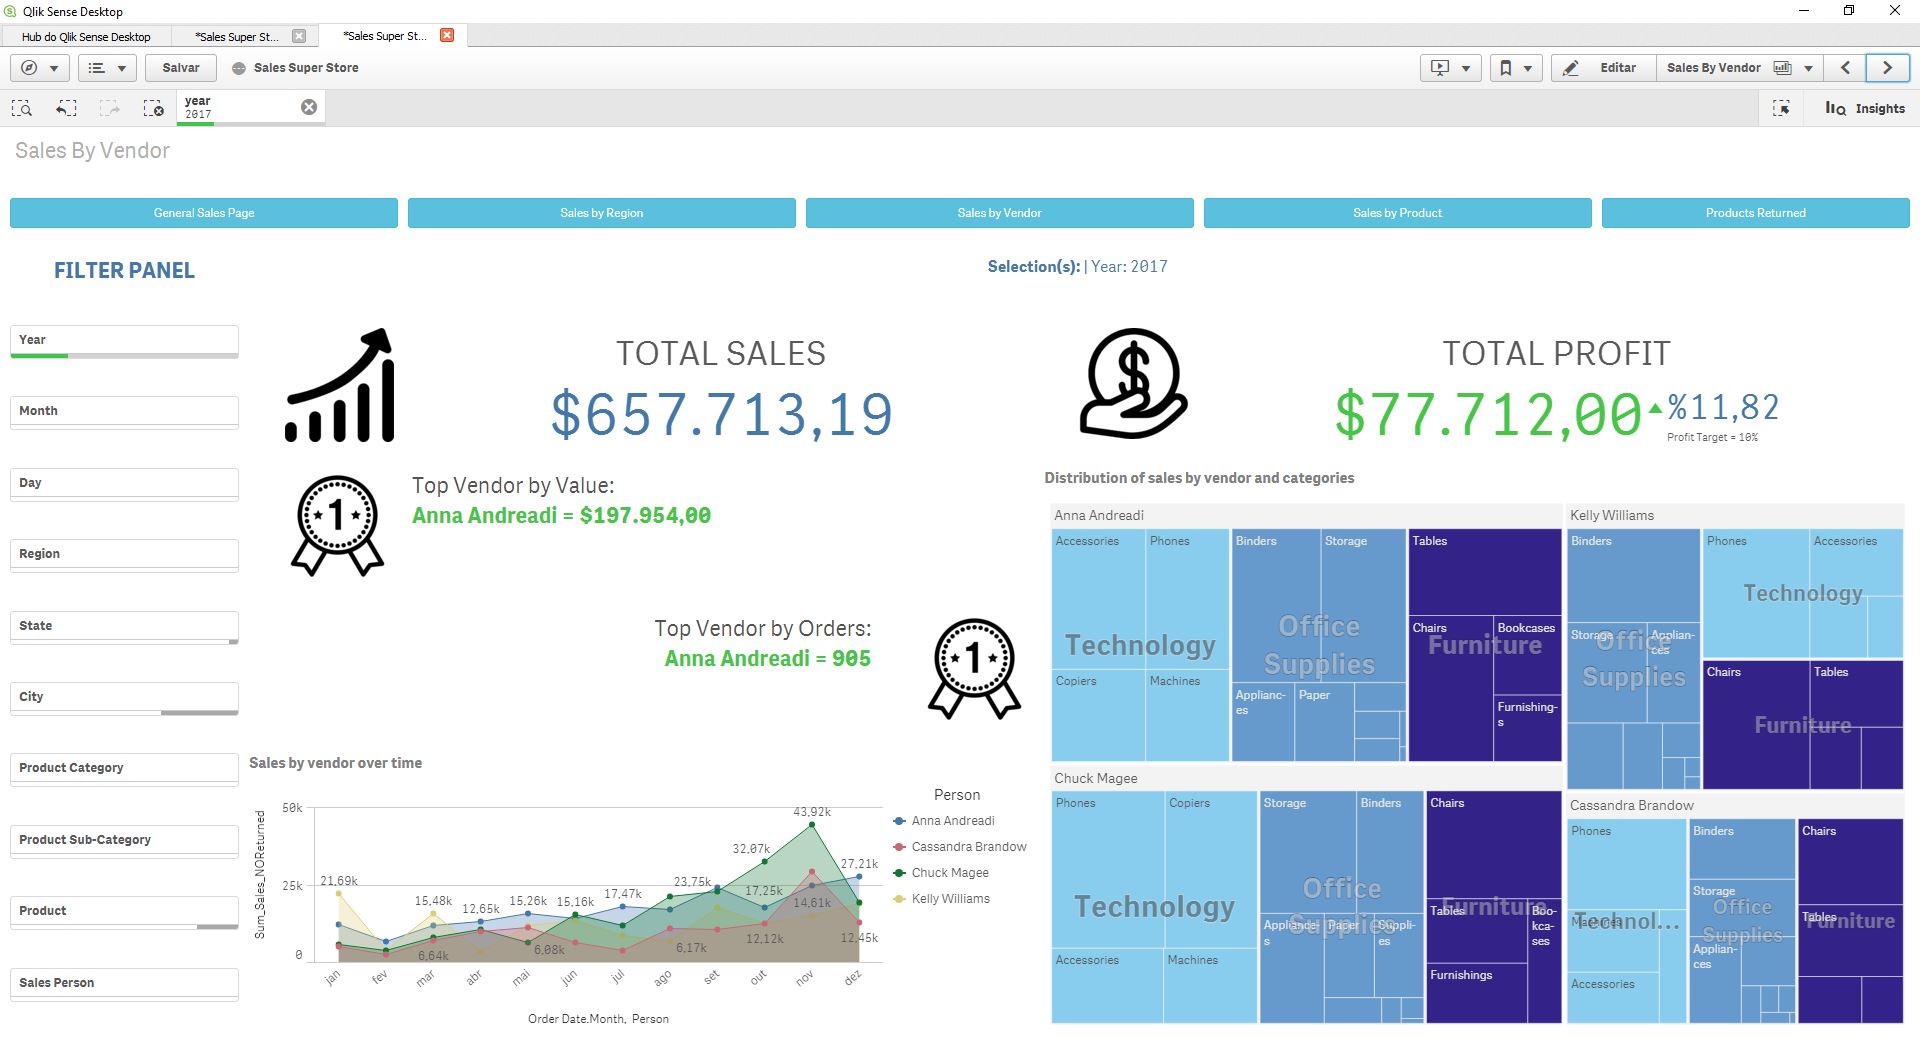 Qlik Sense Desktop
Hub do Qlik Sense Desktop
*Sales Super St...
*Sales Super St...
Salvar
Sales Super Store
Editar
Sales By Vendor
year
2017
Insights
Sales By Vendor
General Sales Page
Sales by Region
Sales by Vendor
Sales by Product
Products Returned
FILTER PANEL
Selection(s): | Year: 2017
Year
Month
Day
Region
State
City
Product Category
Product Sub-Category
Product
Sales Person
TOTAL SALES
$657.713,19
TOTAL PROFIT
$77.712,00
%11,82
Profit Target = 10%
1
Top Vendor by Value:
Anna Andreadi = $197.954,00
Top Vendor by Orders:
Anna Andreadi = 905
1
Sales by vendor over time
Sum_Sales_NOReturned
50k
25k
0
21,69k
15,48k
6,64k
12,65k
15,26k
6,08k
15,16k
17,47k
6,17k
23,75k
32,07k
17,25k
12,12k
43,92k
14,61k
27,21k
12,45k
jan
fev
mar
abr
mai
jun
jul
ago
set
out
nov
dez
Order Date.Month, Person
Person
Anna Andreadi
Cassandra Brandow
Chuck Magee
Kelly Williams
Distribution of sales by vendor and categories
Anna Andreadi
Accessories
Phones
Copiers
Machines
Technology
Binders
Storage
Applianc-
es
Paper
Office
Supplies
Tables
Chairs
Bookcases
Furnishing-
s
Furniture
Kelly Williams
Binders
Storage
Applian-
ces
Office
Supplies
Phones
Accessories
Technology
Chairs
Tables
Furniture
Chuck Magee
Phones
Copiers
Accessories
Machines
Technology
Storage
Binders
Appliance-
s
Paper
Suppli-
es
Office
Supplies
Chairs
Tables
Boo-
kca-
ses
Furnishings
Furniture
Cassandra Brandow
Phones
Machines
Accessories
Technol...
Binders
Storage
Applian-
ces
Office
Supplies
Chairs
Tables
Furniture